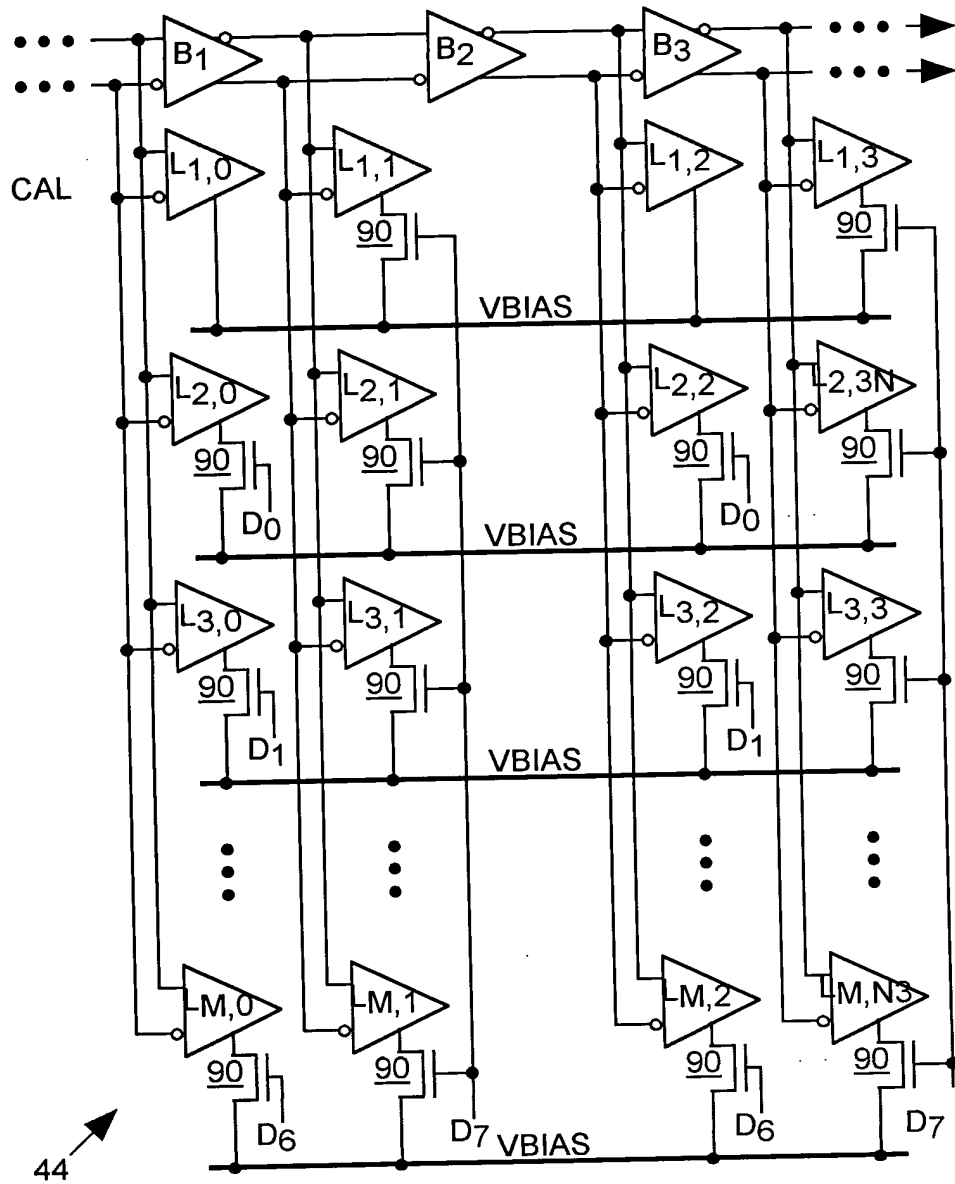 B1 B2 B3
L1,0 L1,1 L1,2 L1,3
CAL
90 90
VBIAS
L2,0 L2,1 L2,2 L2,3N
90 90 90 90
D0 D0
VBIAS
L3,0 L3,1 L3,2 L3,3
90 90 90 90
D1 D1
VBIAS
LM,0 LM,1 LM,2 LM,N3
90 90 90 90
D6 D7 D6 D7
VBIAS
44